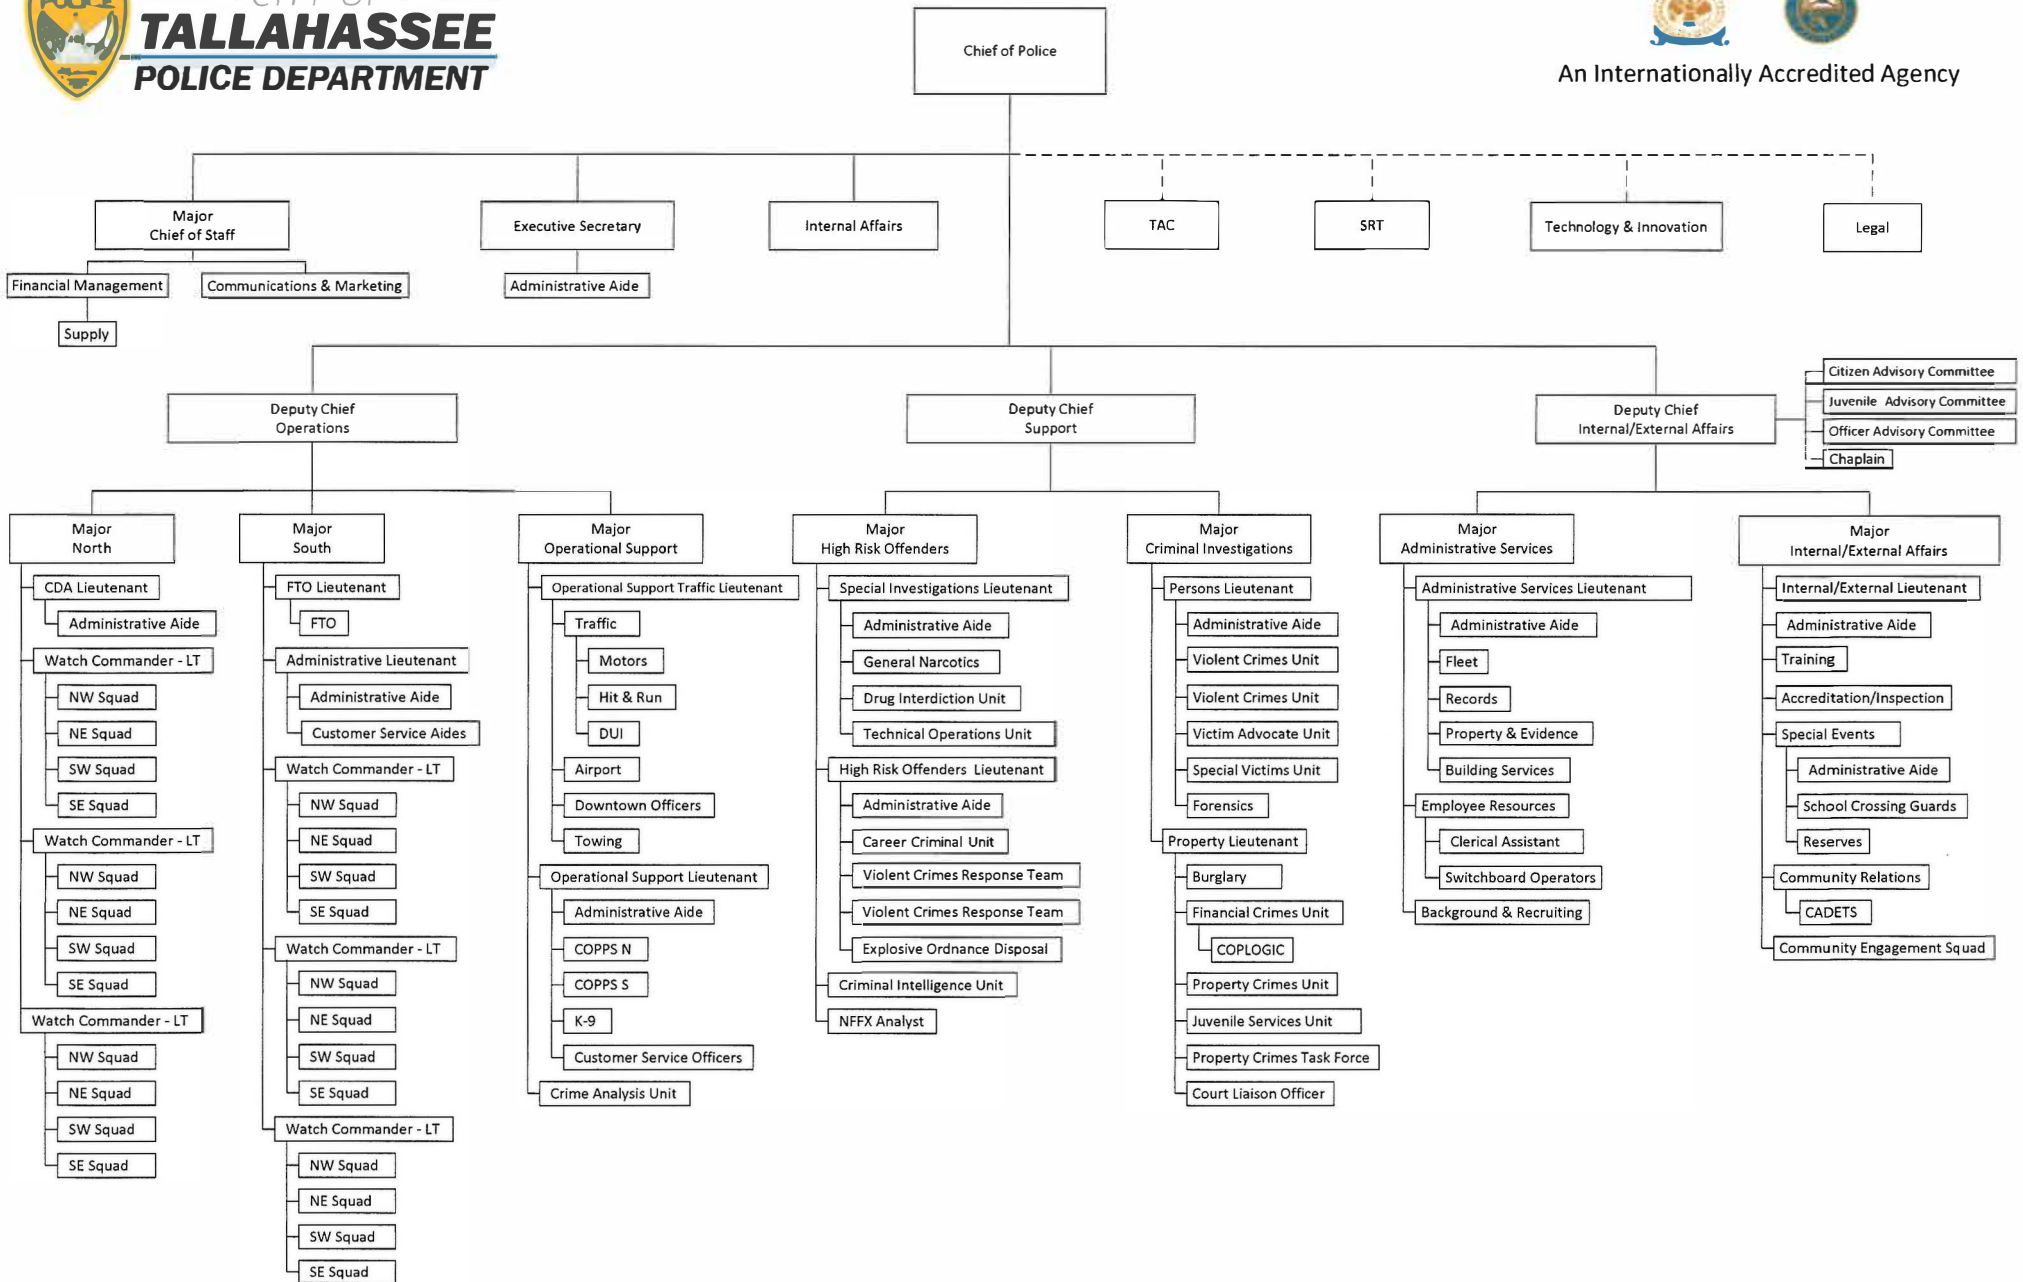 CITY OF
TALLAHASSEE
POLICE DEPARTMENT
An Internationally Accredited Agency
Chief of Police
Major
Chief of Staff
Financial Management
Communications & Marketing
Supply
Executive Secretary
Administrative Aide
Internal Affairs
TAC
SRT
Technology & Innovation
Legal
Deputy Chief
Operations
Deputy Chief
Support
Deputy Chief
Internal/External Affairs
Citizen Advisory Committee
Juvenile Advisory Committee
Officer Advisory Committee
Chaplain
Major
North
CDA Lieutenant
Administrative Aide
Watch Commander - LT
NW Squad
NE Squad
SW Squad
SE Squad
Watch Commander - LT
NW Squad
NE Squad
SW Squad
SE Squad
Watch Commander - LT
NW Squad
NE Squad
SW Squad
SE Squad
Major
South
FTO Lieutenant
FTO
Administrative Lieutenant
Administrative Aide
Customer Service Aides
Watch Commander - LT
NW Squad
NE Squad
SW Squad
SE Squad
Watch Commander - LT
NW Squad
NE Squad
SW Squad
SE Squad
Watch Commander - LT
NW Squad
NE Squad
SW Squad
SE Squad
Major
Operational Support
Operational Support Traffic Lieutenant
Traffic
Motors
Hit & Run
DUI
Airport
Downtown Officers
Towing
Operational Support Lieutenant
Administrative Aide
COPPS N
COPPS S
K-9
Customer Service Officers
Crime Analysis Unit
Major
High Risk Offenders
Special Investigations Lieutenant
Administrative Aide
General Narcotics
Drug Interdiction Unit
Technical Operations Unit
High Risk Offenders Lieutenant
Administrative Aide
Career Criminal Unit
Violent Crimes Response Team
Violent Crimes Response Team
Explosive Ordnance Disposal
Criminal Intelligence Unit
NFFX Analyst
Major
Criminal Investigations
Persons Lieutenant
Administrative Aide
Violent Crimes Unit
Violent Crimes Unit
Victim Advocate Unit
Special Victims Unit
Forensics
Property Lieutenant
Burglary
Financial Crimes Unit
COPLOGIC
Property Crimes Unit
Juvenile Services Unit
Property Crimes Task Force
Court Liaison Officer
Major
Administrative Services
Administrative Services Lieutenant
Administrative Aide
Fleet
Records
Property & Evidence
Building Services
Employee Resources
Clerical Assistant
Switchboard Operators
Background & Recruiting
Major
Internal/External Affairs
Internal/External Lieutenant
Administrative Aide
Training
Accreditation/Inspection
Special Events
Administrative Aide
School Crossing Guards
Reserves
Community Relations
CADETS
Community Engagement Squad